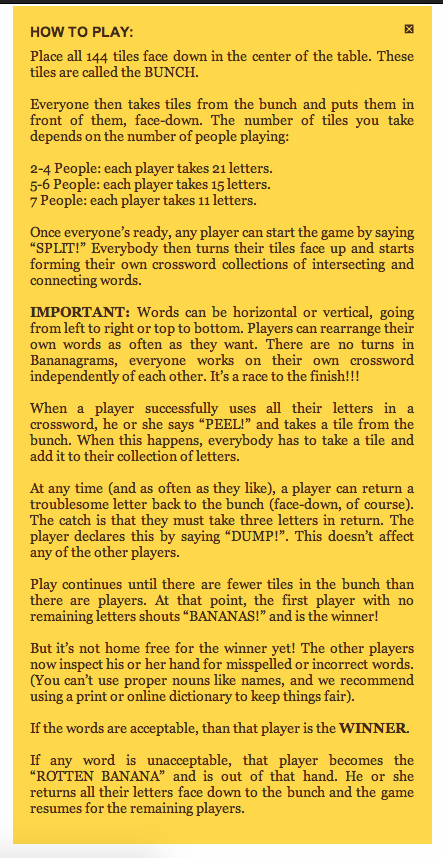 HOW TO PLAY:
Place all 144 tiles face down in the center of the table. These
tiles are called the BUNCH.
Everyone then takes tiles from the bunch and puts them in
front of them, face-down. The number of tiles you take
depends on the number of people playing:
2-4 People: each player takes 21 letters.
5-6 People: each player takes 15 letters.
7 People: each player takes 11 letters.
Once everyone's ready, any player can start the game by saying
“SPLIT!” Everybody then turns their tiles face up and starts
forming their own crossword collections of intersecting and
connecting words.
IMPORTANT: Words can be horizontal or vertical, going
from left to right or top to bottom. Players can rearrange their
own words as often as they want. There are no turns in
Bananagrams, everyone works on their own crossword
independently of each other. It's a race to the finish!!!
When a player successfully uses all their letters in a
crossword, he or she says “PEEL!” and takes a tile from the
bunch. When this happens, everybody has to take a tile and
add it to their collection of letters.
At any time (and as often as they like), a player can return a
troublesome letter back to the bunch (face-down, of course).
The catch is that they must take three letters in return. The
player declares this by saying “DUMP!”. This doesn't affect
any of the other players.
Play continues until there are fewer tiles in the bunch than
there are players. At that point, the first player with no
remaining letters shouts “BANANAS!” and is the winner!
But it's not home free for the winner yet! The other players
now inspect his or her hand for misspelled or incorrect words.
(You can't use proper nouns like names, and we recommend
using a print or online dictionary to keep things fair).
If the words are acceptable, than that player is the WINNER.
If any word is unacceptable, that player becomes the
“ROTTEN BANANA” and is out of that hand. He or she
returns all their letters face down to the bunch and the game
resumes for the remaining players.